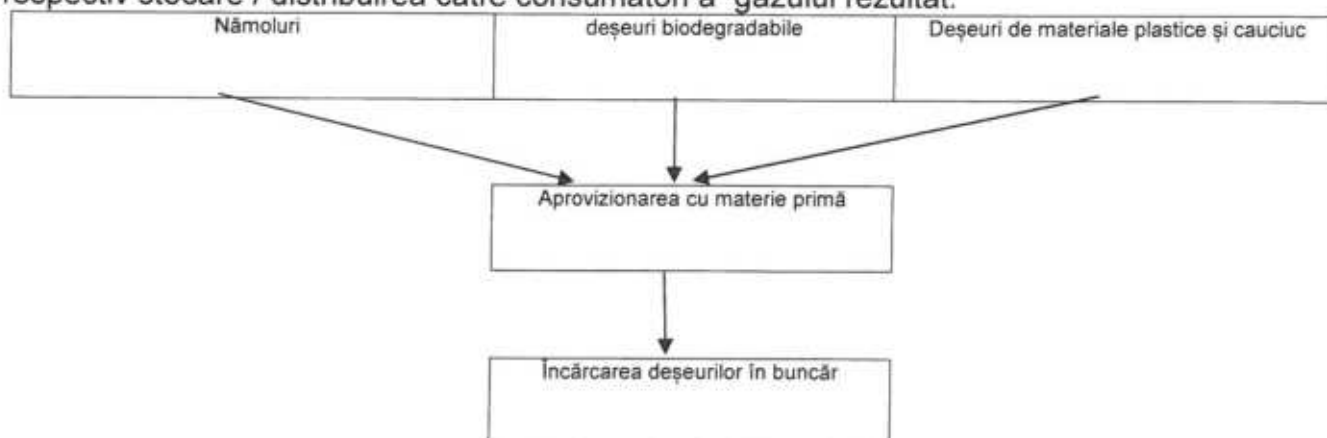 respectiv stocare / distribuirea către consumatori a gazului rezultat.
Nămoluri
deșeuri biodegradabile
Deșeuri de materiale plastice și cauciuc
Aprovizionarea cu materie primă
Încărcarea deșeurilor în buncăr